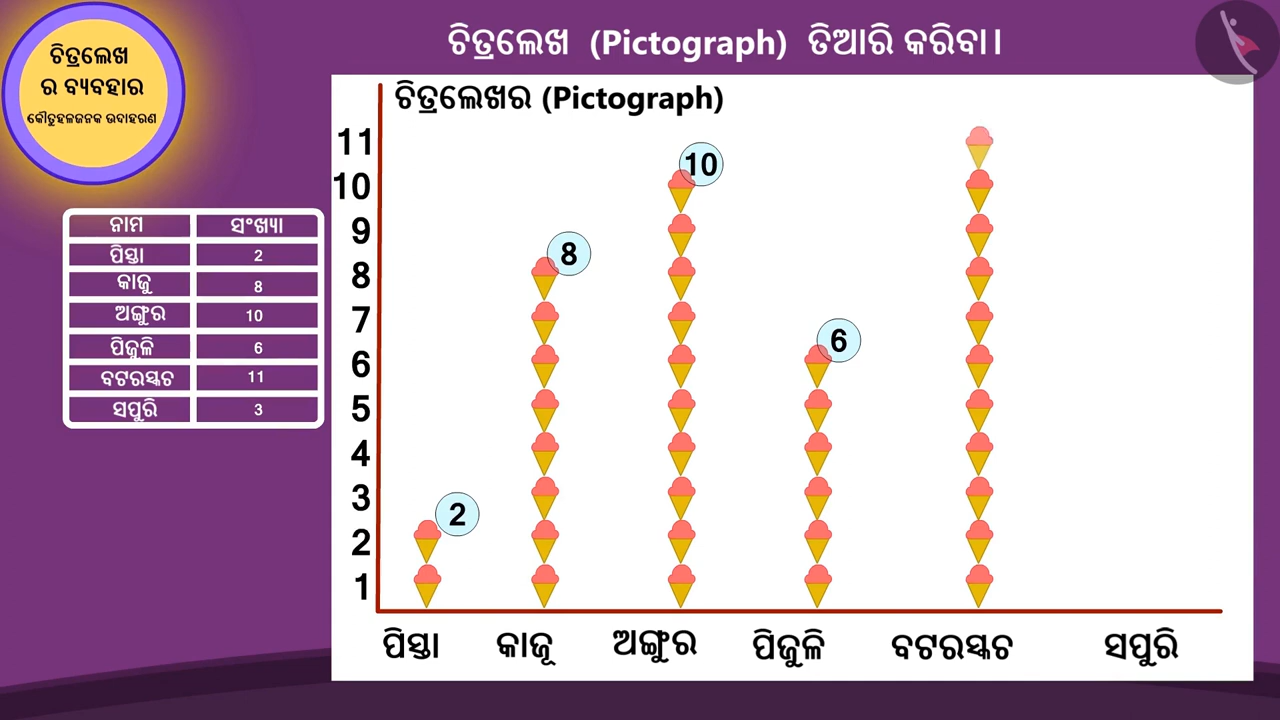 ଚିତ୍ରଲେଖ
ର ବ୍ୟବହାର
କୌତୁହଳଜନକ ଉଦାହରଣ
ଚିତ୍ରଲେଖ (Pictograph) ତିଆରି କରିବା।
ନାମ ସଂଖ୍ୟା
ପିସ୍ତା 2
କାଜୁ 8
ଅଙ୍ଗୁର 10
ପିଜୁଳି 6
ବଟରସ୍କଚ 11
ସପୁରି 3
ଚିତ୍ରଲେଖର (Pictograph)
11
10
9
8
7
6
5
4
3
2
1
2
8
10
6
ପିସ୍ତା କାଜୂ ଅଙ୍ଗୁର ପିଜୁଳି ବଟରସ୍କଚ ସପୁରି